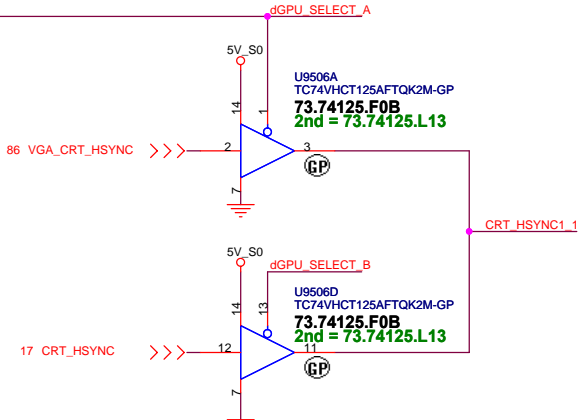 dGPU_SELECT_A
5V_S0
U9506A
TC74VHCT125AFTQK2M-GP
73.74125.F0B
2nd = 73.74125.L13
14
1
86 VGA_CRT_HSYNC
2
3
GP
7
CRT_HSYNC1_1
5V_S0
dGPU_SELECT_B
U9506D
TC74VHCT125AFTQK2M-GP
73.74125.F0B
2nd = 73.74125.L13
14
13
17 CRT_HSYNC
12
11
GP
7